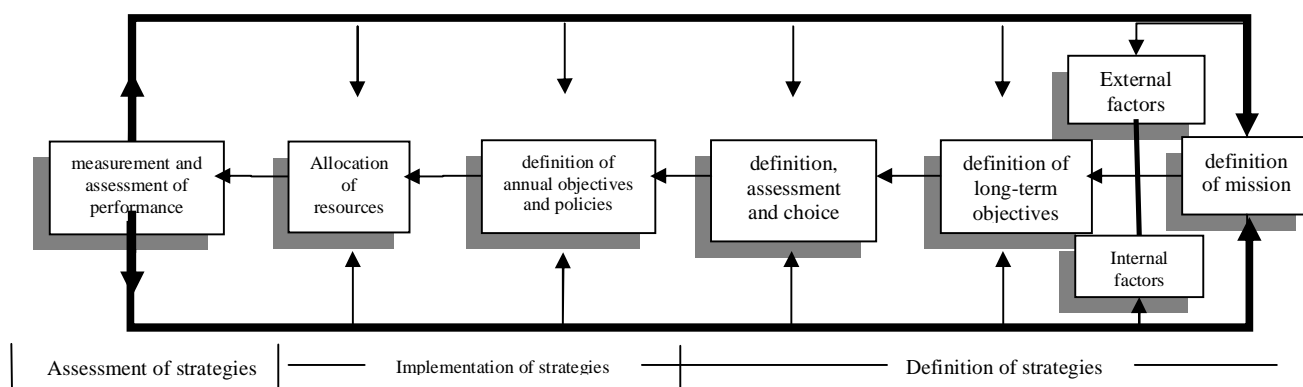 External
factors
measurement and
assessment of
performance
Allocation
of
resources
definition of
annual objectives
and policies
definition,
assessment
and choice
definition of
long-term
objectives
definition
of mission
Internal
factors
Assessment of strategies
Implementation of strategies
Definition of strategies